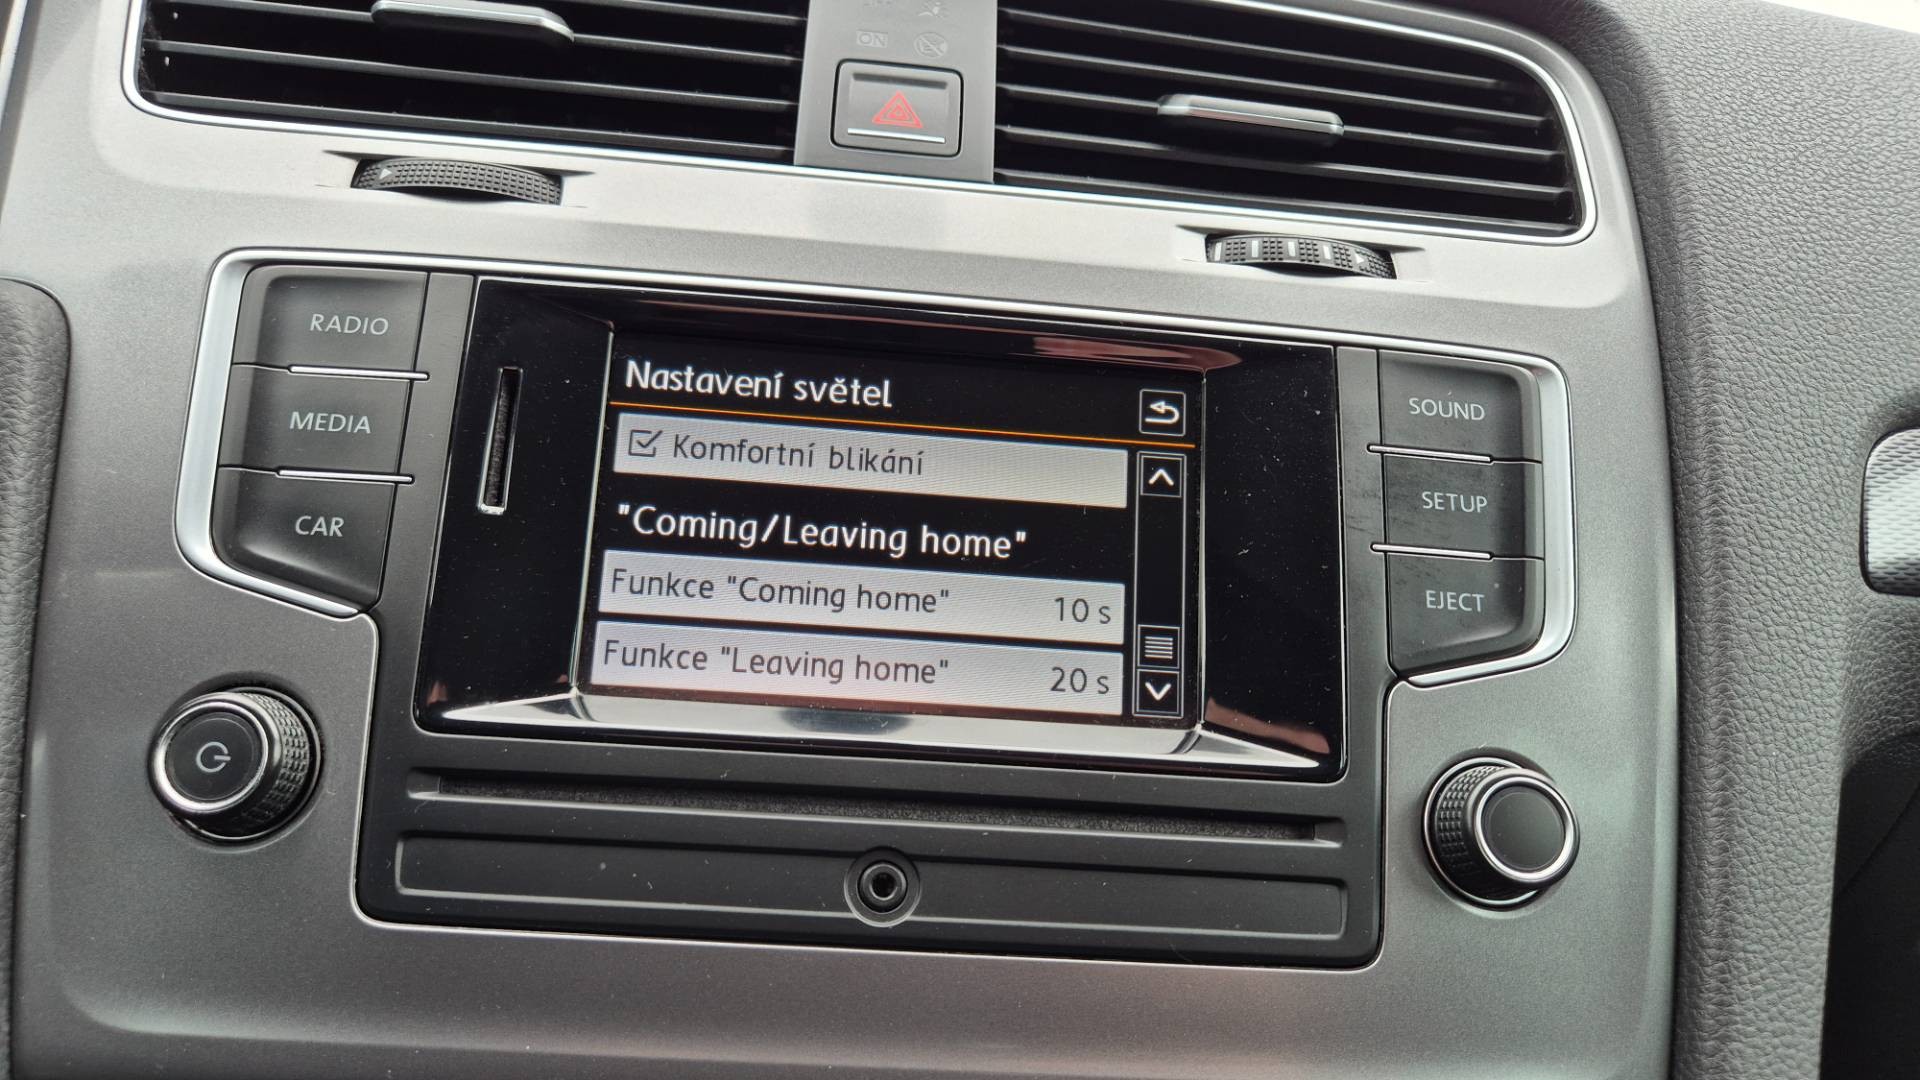 OFF
ON
RADIO
MEDIA
CAR
Nastavení světel
Komfortní blikání
"Coming/Leaving home"
Funkce "Coming home" 10 s
Funkce "Leaving home" 20 s
SOUND
SETUP
EJECT